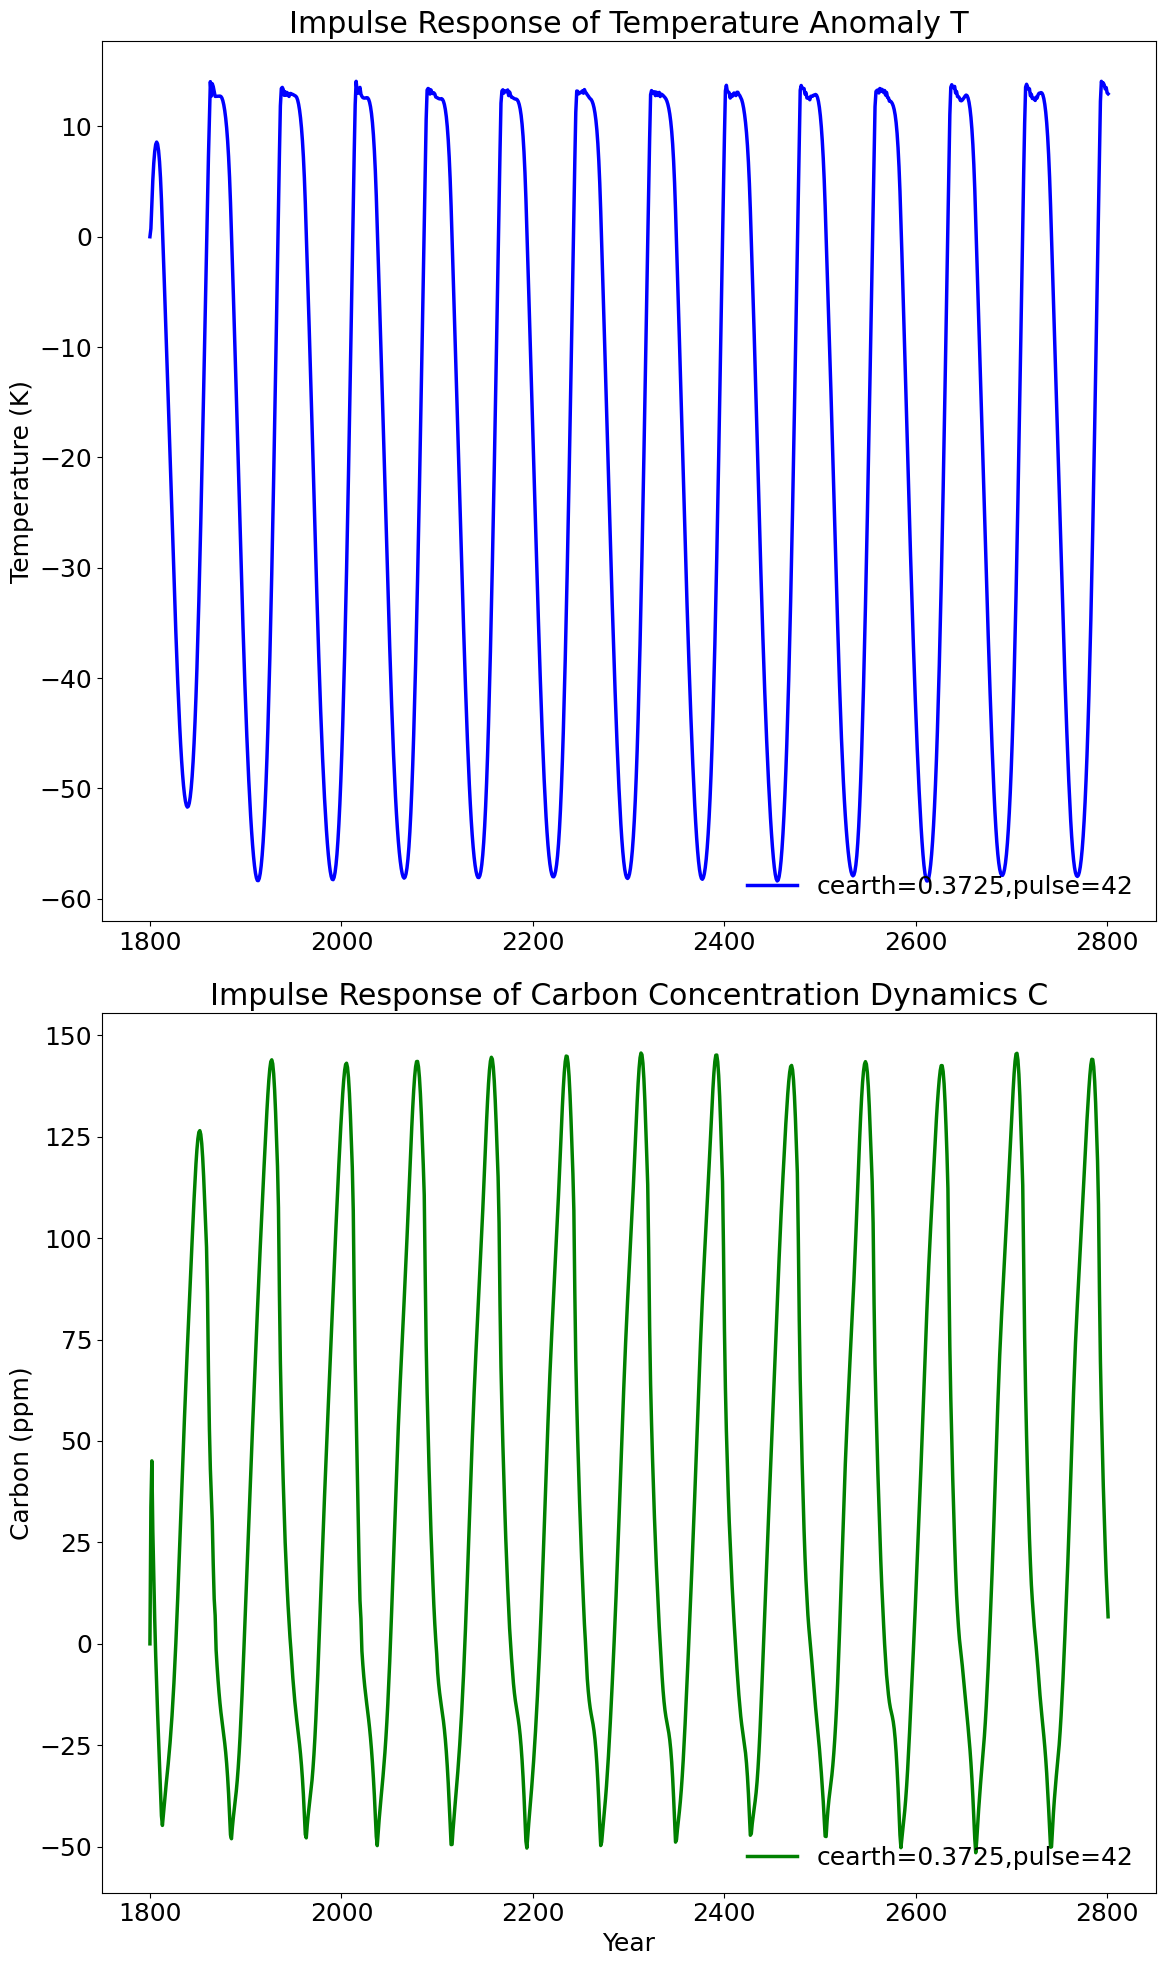 Impulse Response of Temperature Anomaly T
Temperature (K)
10
0
−10
−20
−30
−40
−50
−60
cearth=0.3725,pulse=42
1800 2000 2200 2400 2600 2800
Impulse Response of Carbon Concentration Dynamics C
Carbon (ppm)
150
125
100
75
50
25
0
−25
−50
cearth=0.3725,pulse=42
1800 2000 2200 2400 2600 2800
Year